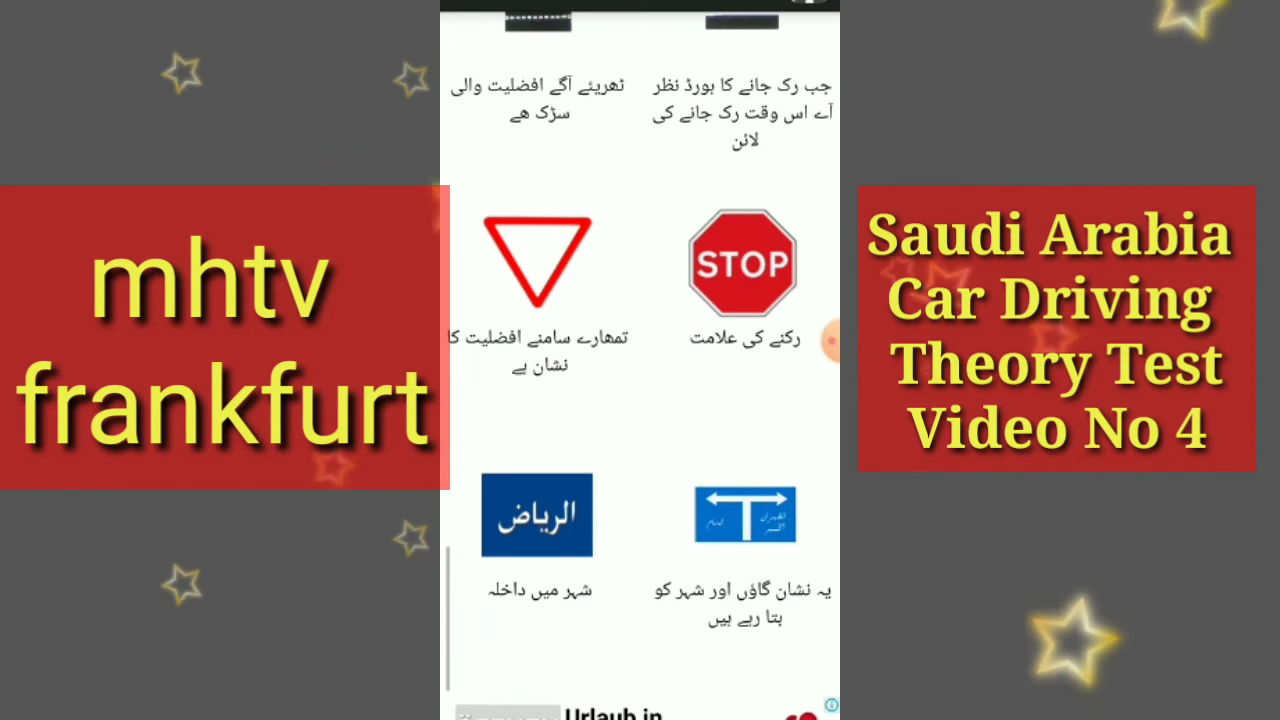 mhtv
frankfurt
جب رک جانے کا بورڈ نظر
آے اس وقت رک جانے کی
لائن
ٹھریئے آگے افضلیت والی
سڑک ھے
STOP
رکنے کی علامت
تمھارے سامنے افضلیت کا
نشان ہے
الرياض
یہ نشان گاؤں اور شہر کو
بتا رہے ہیں
شہر میں داخلہ
Urlaub in
Saudi Arabia
Car Driving
Theory Test
Video No 4